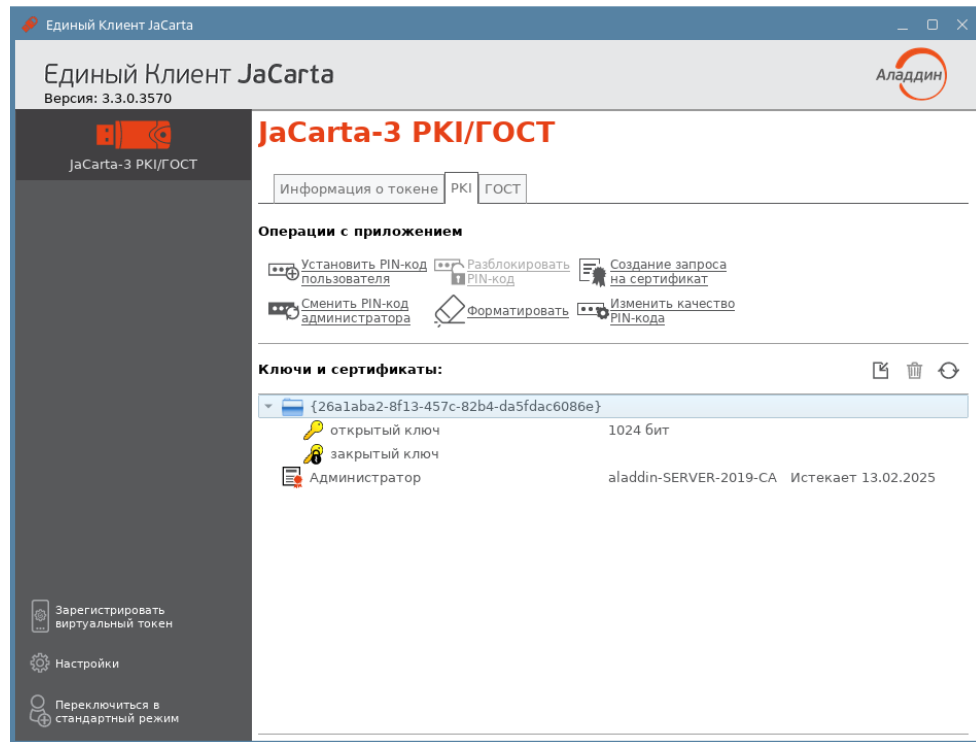 Единый Клиент JaCarta
Единый Клиент JaCarta
Версия: 3.3.0.3570
Аладдин
JaCarta-3 PKI/ГОСТ
JaCarta-3 PKI/ГОСТ
Информация о токене PKI ГОСТ
Операции с приложением
Установить PIN-код
пользователя
Разблокировать
PIN-код
Создание запроса
на сертификат
Сменить PIN-код
администратора
Форматировать
Изменить качество
PIN-кода
Ключи и сертификаты:
{26a1aba2-8f13-457c-82b4-da5fdac6086e}
открытый ключ 1024 бит
закрытый ключ
Администратор aladdin-SERVER-2019-CA Истекает 13.02.2025
Зарегистрировать
виртуальный токен
Настройки
Переключиться в
стандартный режим